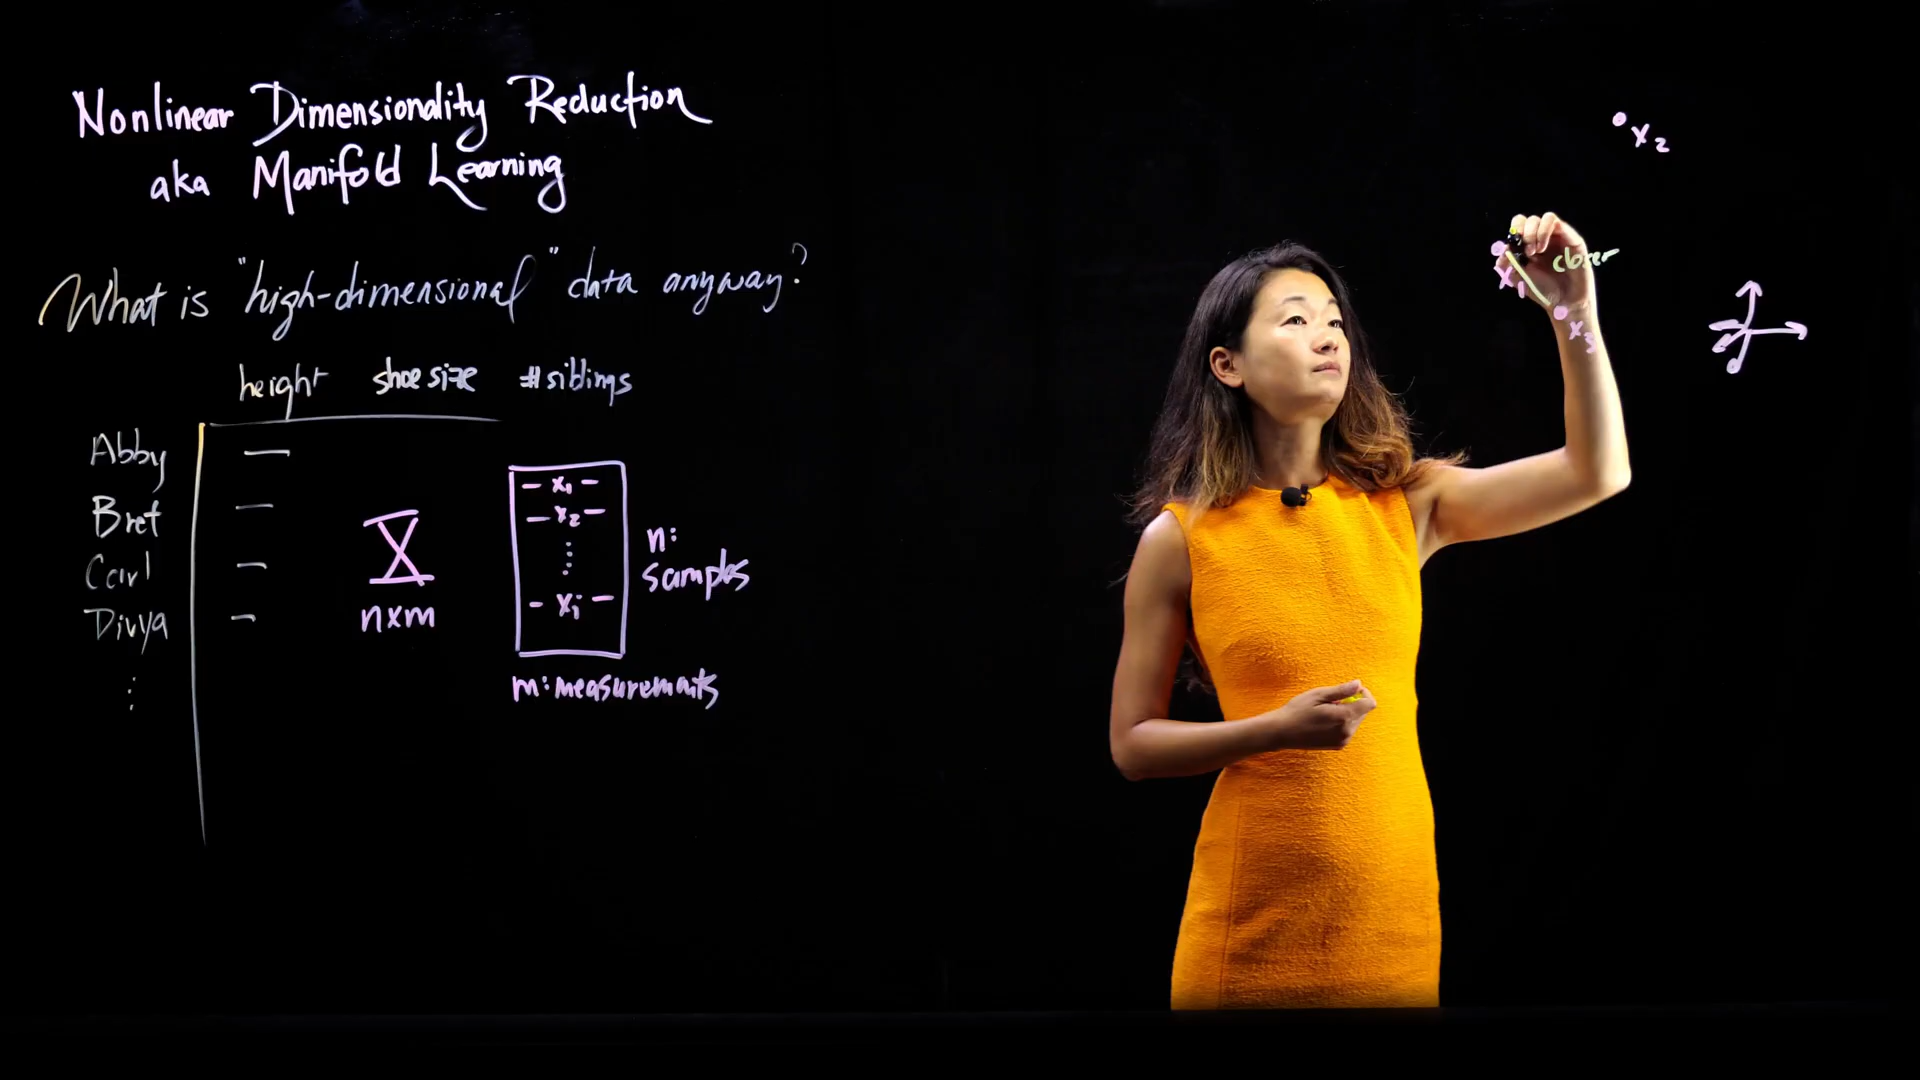 Nonlinear Dimensionality Reduction
aka Manifold Learning
What is "high-dimensional" data anyway?
height shoe size #siblings
Abby
Bret
Carl
Divya
⋮
X
n×m
— x₁ —
— x₂ —
⋮
- xᵢ —
n:
samples
m: measurements
x₂
closer
x₁
x₃